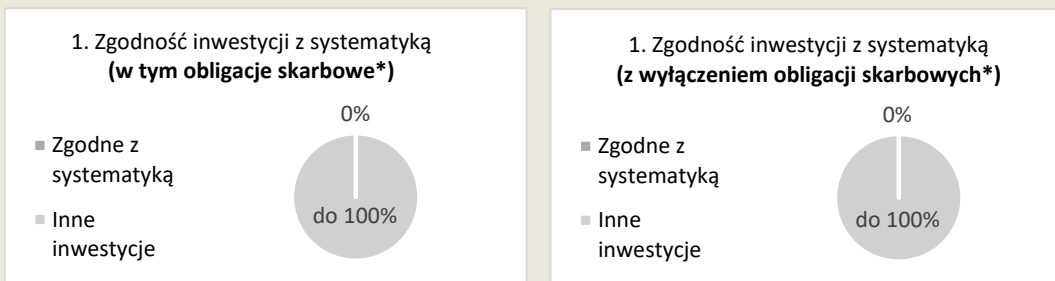 1. Zgodność inwestycji z systematyką
(w tym obligacje skarbowe*)
0%
Zgodne z
systematyką
do 100%
Inne
inwestycje
1. Zgodność inwestycji z systematyką
(z wyłączeniem obligacji skarbowych*)
0%
Zgodne z
systematyką
do 100%
Inne
inwestycje